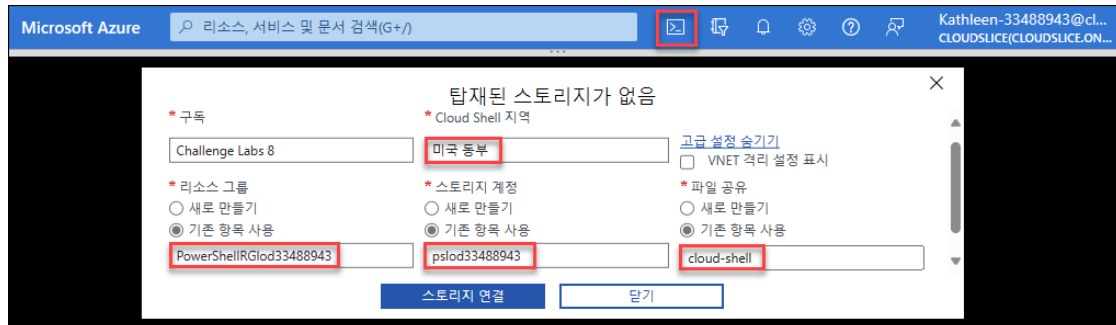 Microsoft Azure
리소스, 서비스 및 문서 검색(G+/)
Kathleen-33488943@cl...
CLOUDSLICE(CLOUDSLICE.ON...
탑재된 스토리지가 없음
* 구독
* Cloud Shell 지역
Challenge Labs 8
미국 동부
고급 설정 숨기기
VNET 격리 설정 표시
* 리소스 그룹
* 스토리지 계정
* 파일 공유
새로 만들기
새로 만들기
새로 만들기
기존 항목 사용
기존 항목 사용
기존 항목 사용
PowerShellRGlod33488943
pslod33488943
cloud-shell
스토리지 연결
닫기